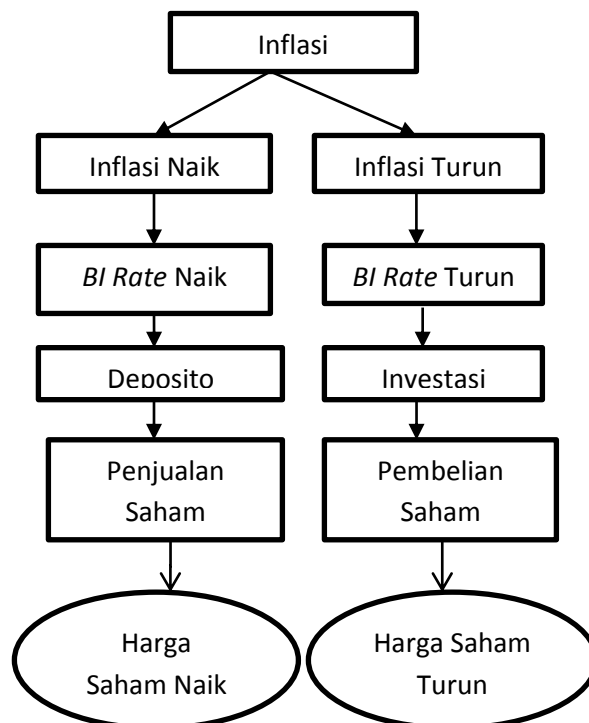 Inflasi
Inflasi Naik
Inflasi Turun
BI Rate Naik
BI Rate Turun
Deposito
Investasi
Penjualan
Saham
Pembelian
Saham
Harga
Saham Naik
Harga Saham
Turun